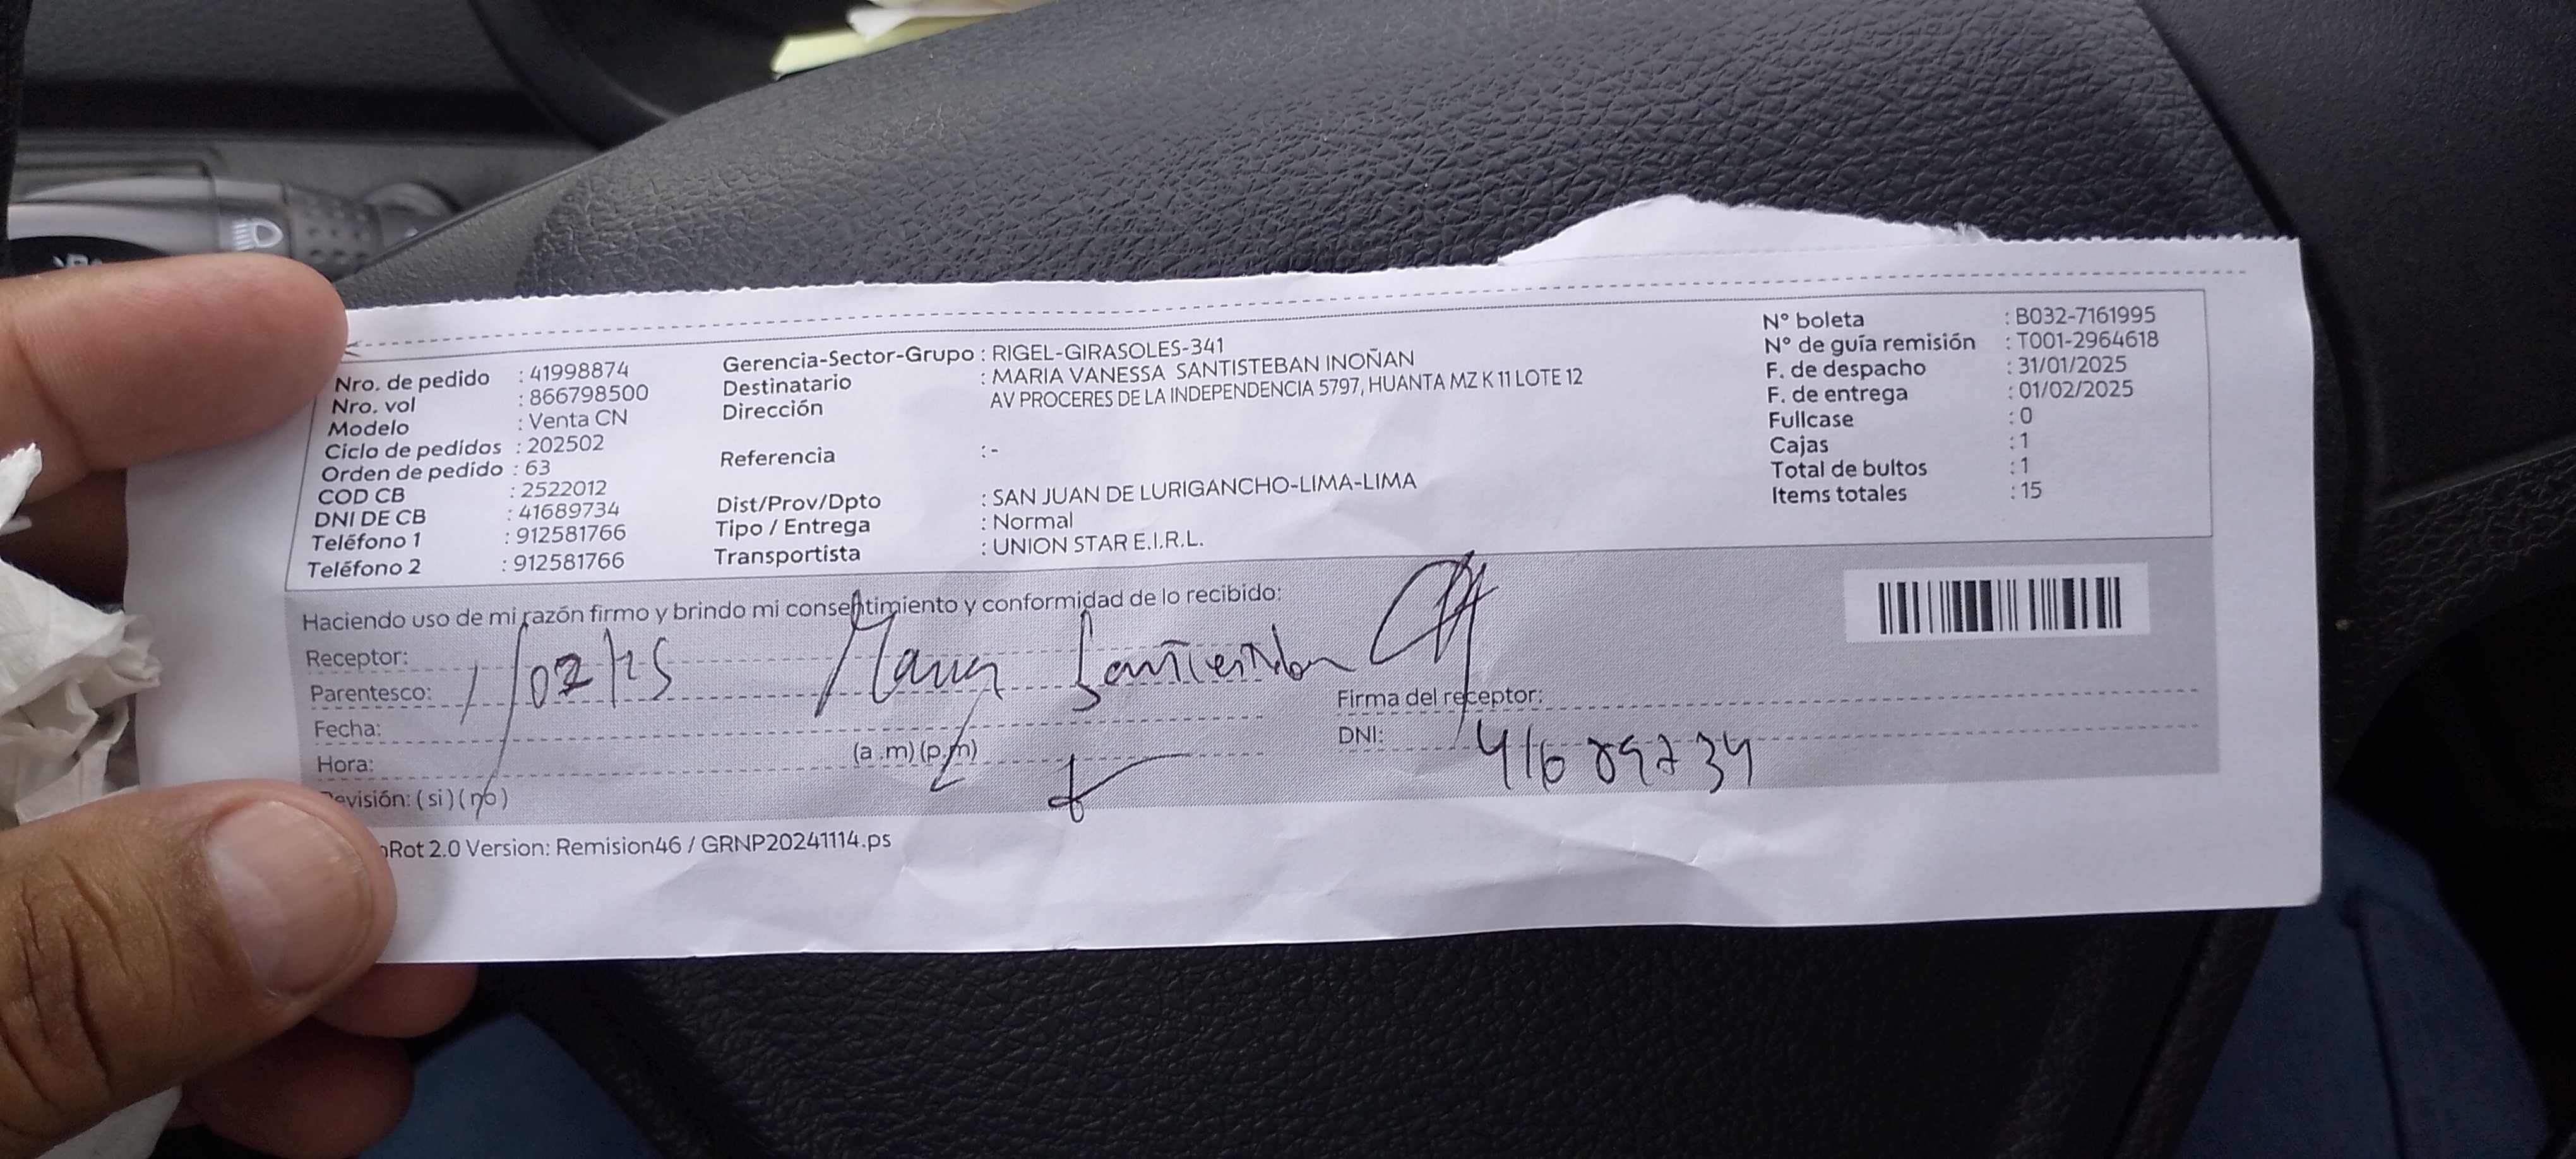 Nro. de pedido : 41998874
Nro. vol : 866798500
Modelo : Venta CN
Ciclo de pedidos : 202502
Orden de pedido : 63
COD CB : 2522012
DNI DE CB : 41689734
Teléfono 1 : 912581766
Teléfono 2 : 912581766
Gerencia-Sector-Grupo : RIGEL-GIRASOLES-341
Destinatario : MARIA VANESSA SANTISTEBAN INOÑAN
Dirección AV PROCERES DE LA INDEPENDENCIA 5797, HUANTA MZ K 11 LOTE 12
Referencia : -
Dist/Prov/Dpto : SAN JUAN DE LURIGANCHO-LIMA-LIMA
Tipo / Entrega : Normal
Transportista : UNION STAR E.I.R.L.
N° boleta : B032-7161995
N° de guía remisión : T001-2964618
F. de despacho : 31/01/2025
F. de entrega : 01/02/2025
Fullcase : 0
Cajas : 1
Total de bultos : 1
Items totales : 15
Haciendo uso de mi razón firmo y brindo mi consentimiento y conformidad de lo recibido:
Receptor:
Parentesco: 1/02/25 Maria Santisteban
Fecha:
Hora: (a.m) (p.m)
Revisión: (si) (no)
Firma del receptor:
DNI: 41689734
Rot 2.0 Version: Remision46 / GRNP20241114.ps